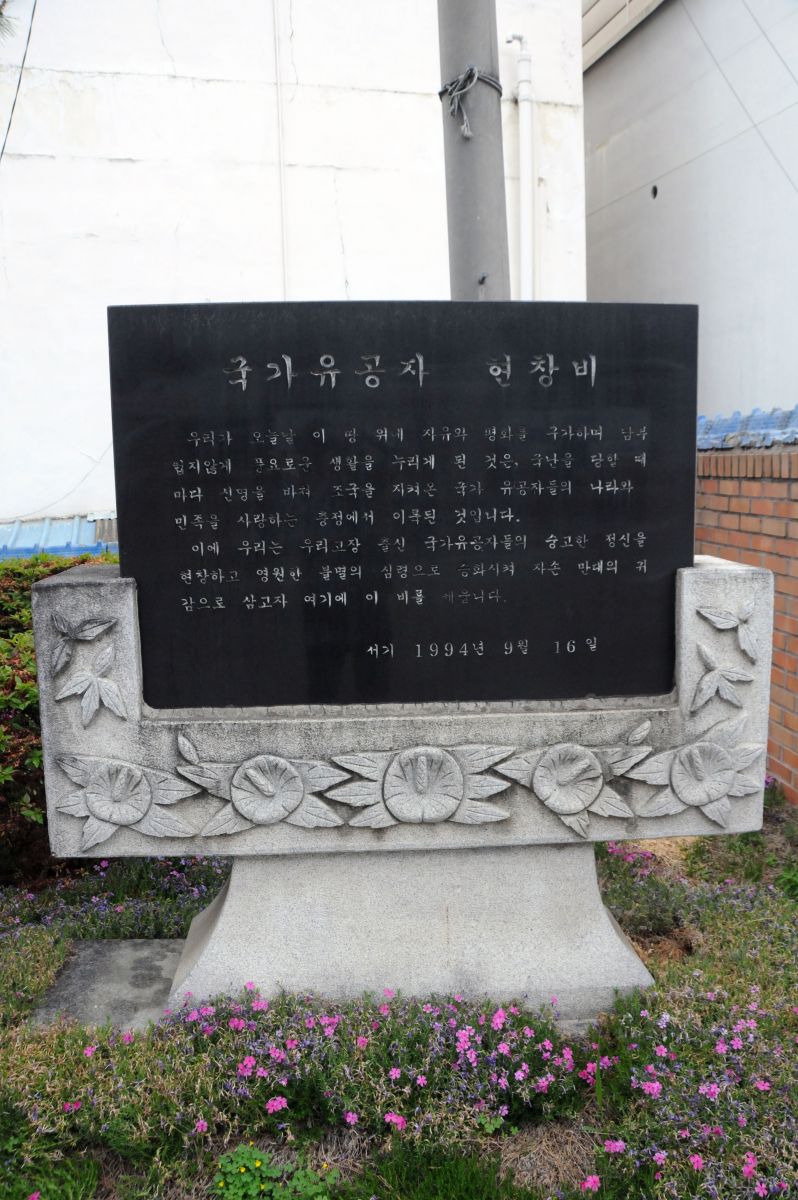 국가유공자 헌창비
우리가 오늘날 이 땅 위에 자유와 평화를 구가하며 남부
럽지않게 풍요로운 생활을 누리게 된 것은, 국난을 당할 때
마다 신명을 바쳐 조국을 지켜온 국가 유공자들의 나라와
민족을 사랑하는 충정에서 이룩된 것입니다.
이에 우리는 우리고장 출신 국가유공자들의 숭고한 정신을
현창하고 영원한 불멸의 심령으로 승화시켜 자손 만대의 귀
감으로 삼고자 여기에 이 비를 세웁니다.
서기 1994년 9월 16일